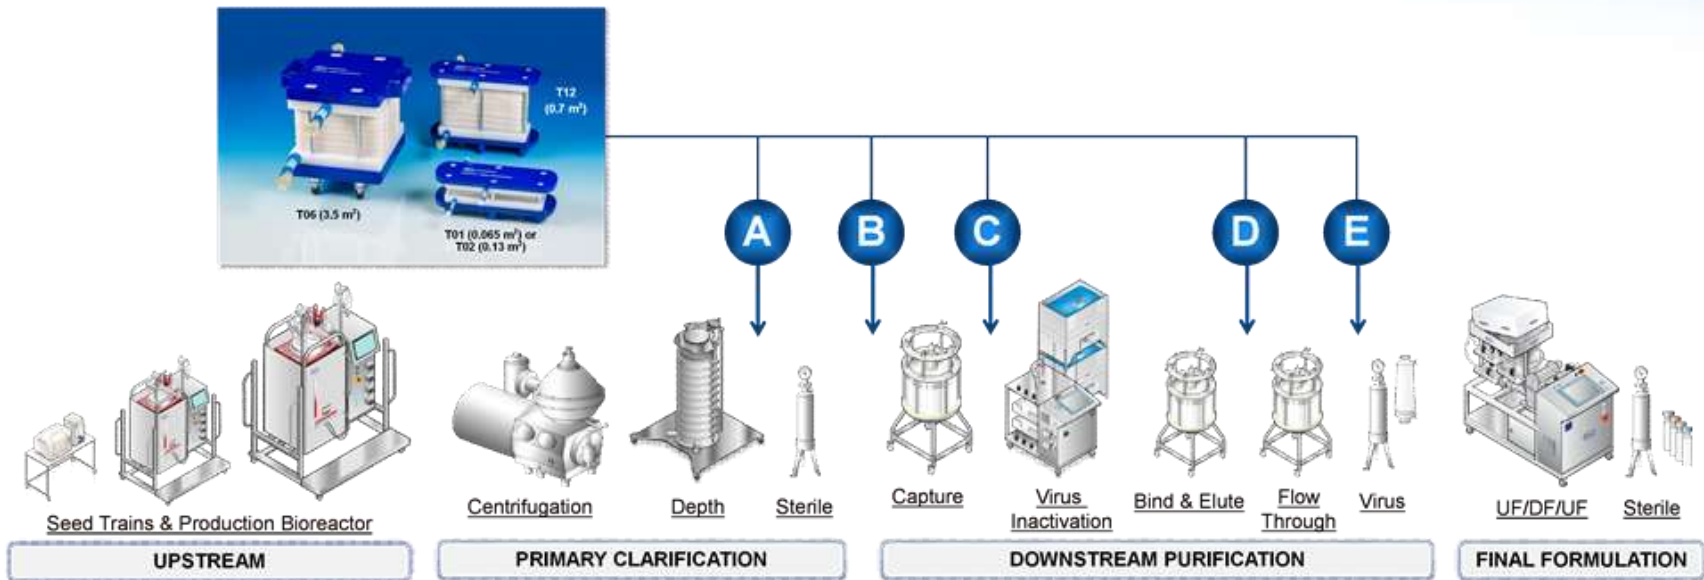 T12
(0.7 m²)
T06 (3.5 m²)
T01 (0.065 m²) or
T02 (0.13 m²)
A
B
C
D
E
Seed Trains & Production Bioreactor
Centrifugation
Depth
Sterile
Capture
Virus
Inactivation
Bind & Elute
Flow
Through
Virus
UF/DF/UF
Sterile
UPSTREAM
PRIMARY CLARIFICATION
DOWNSTREAM PURIFICATION
FINAL FORMULATION